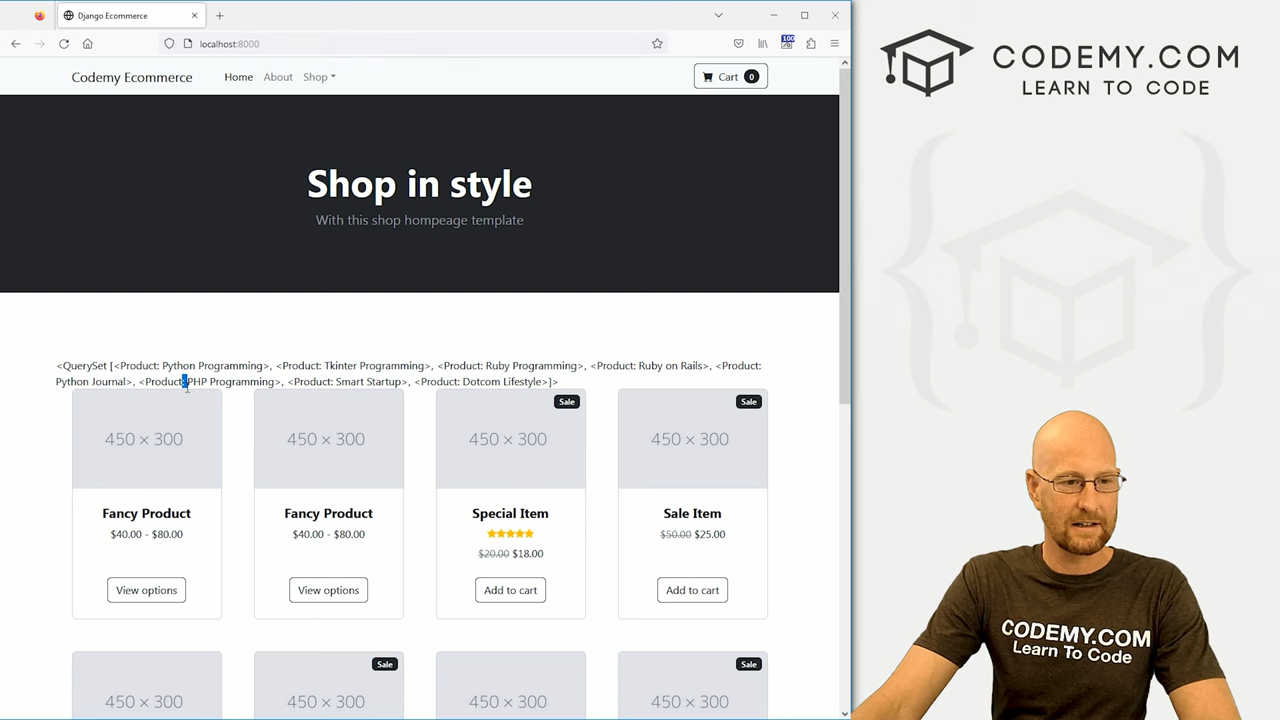 Django Ecommerce
localhost:8000
100
CODEMY.COM
LEARN TO CODE
Codemy Ecommerce
Home
About
Shop
Cart 0
Shop in style
With this shop hompeage template
<QuerySet [<Product: Python Programming>, <Product: Tkinter Programming>, <Product: Ruby Programming>, <Product: Ruby on Rails>, <Product:
Python Journal>, <Product: PHP Programming>, <Product: Smart Startup>, <Product: Dotcom Lifestyle>]>
450 × 300
450 × 300
Sale
450 × 300
Sale
450 × 300
Fancy Product
$40.00 - $80.00
View options
Fancy Product
$40.00 - $80.00
View options
Special Item
$20.00 $18.00
Add to cart
Sale Item
$50.00 $25.00
Add to cart
450 × 300
Sale
450 × 300
450 × 300
Sale
450 × 300
CODEMY.COM
Learn To Code